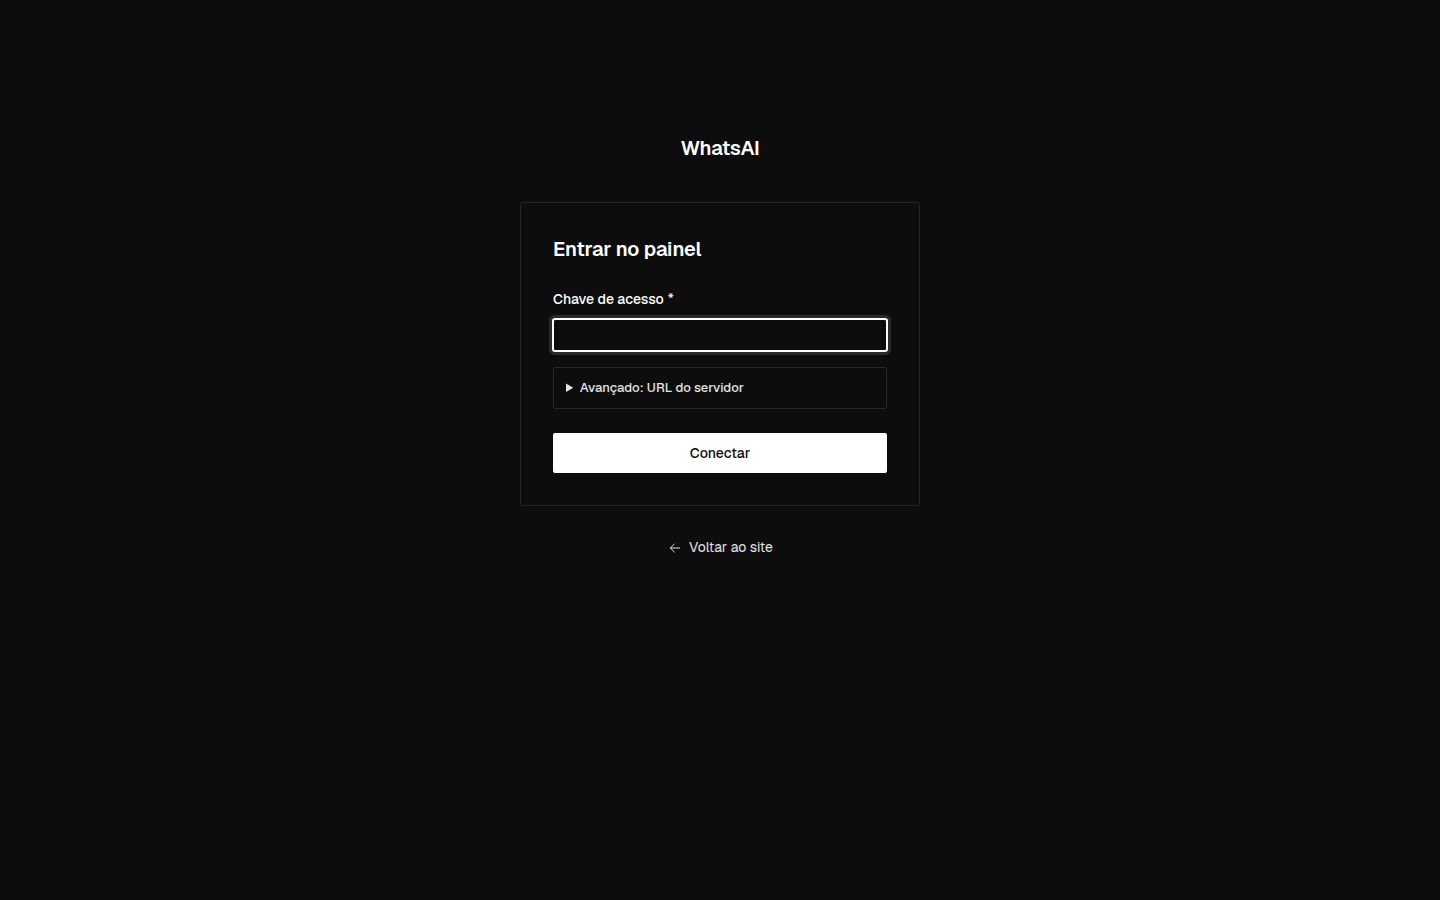 WhatsAI
Entrar no painel
Chave de acesso *
▶ Avançado: URL do servidor
Conectar
← Voltar ao site